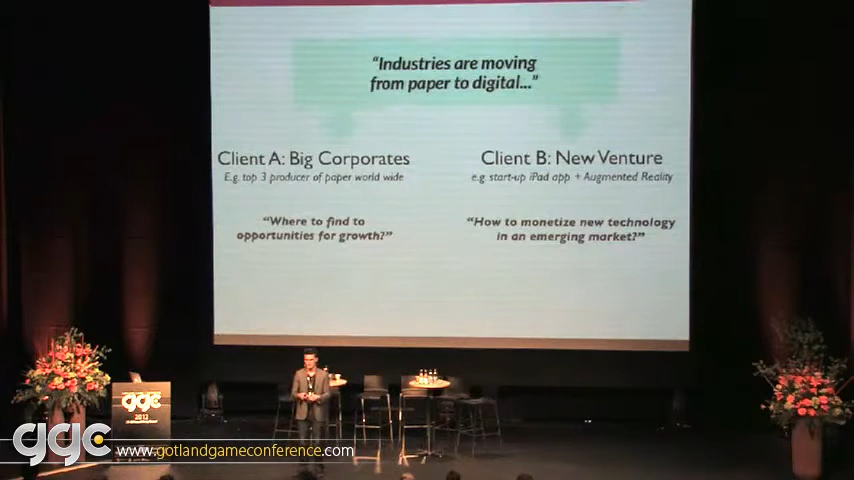 “Industries are moving
from paper to digital...”
Client A: Big Corporates
E.g. top 3 producer of paper world wide
“Where to find to
opportunities for growth?”
Client B: New Venture
e.g. start-up iPad app + Augmented Reality
“How to monetize new technology
in an emerging market?”
ggc
ggc www.gotlandgameconference.com